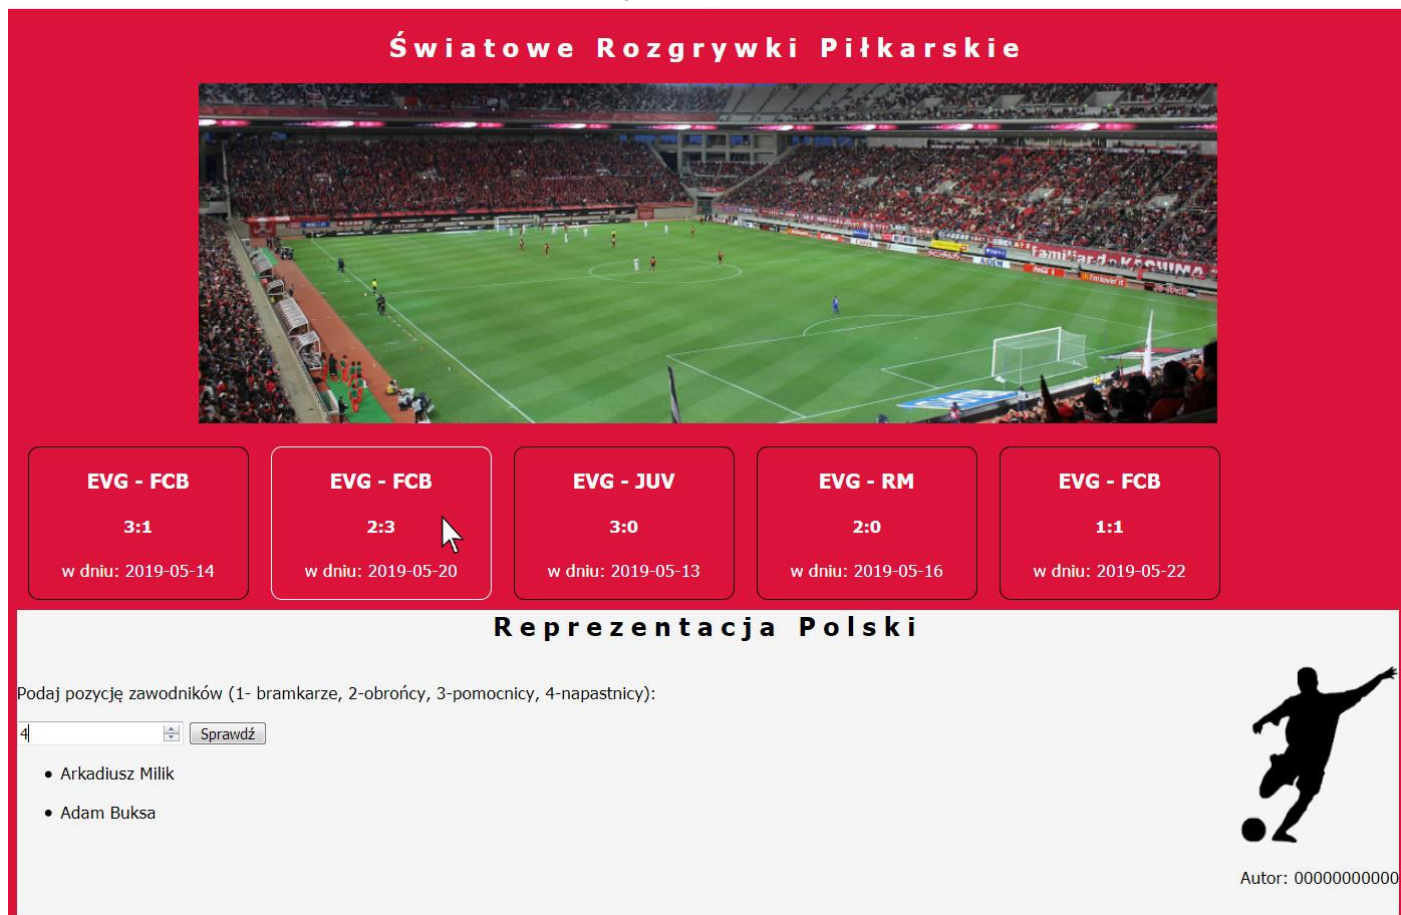 Światowe Rozgrywki Piłkarskie
Familiar do KASHIMA
EVG - FCB
3:1
w dniu: 2019-05-14
EVG - FCB
2:3
w dniu: 2019-05-20
EVG - JUV
3:0
w dniu: 2019-05-13
EVG - RM
2:0
w dniu: 2019-05-16
EVG - FCB
1:1
w dniu: 2019-05-22
Reprezentacja Polski
Podaj pozycję zawodników (1- bramkarze, 2-obrońcy, 3-pomocnicy, 4-napastnicy):
4 Sprawdź
Arkadiusz Milik
Adam Buksa
Autor: 00000000000